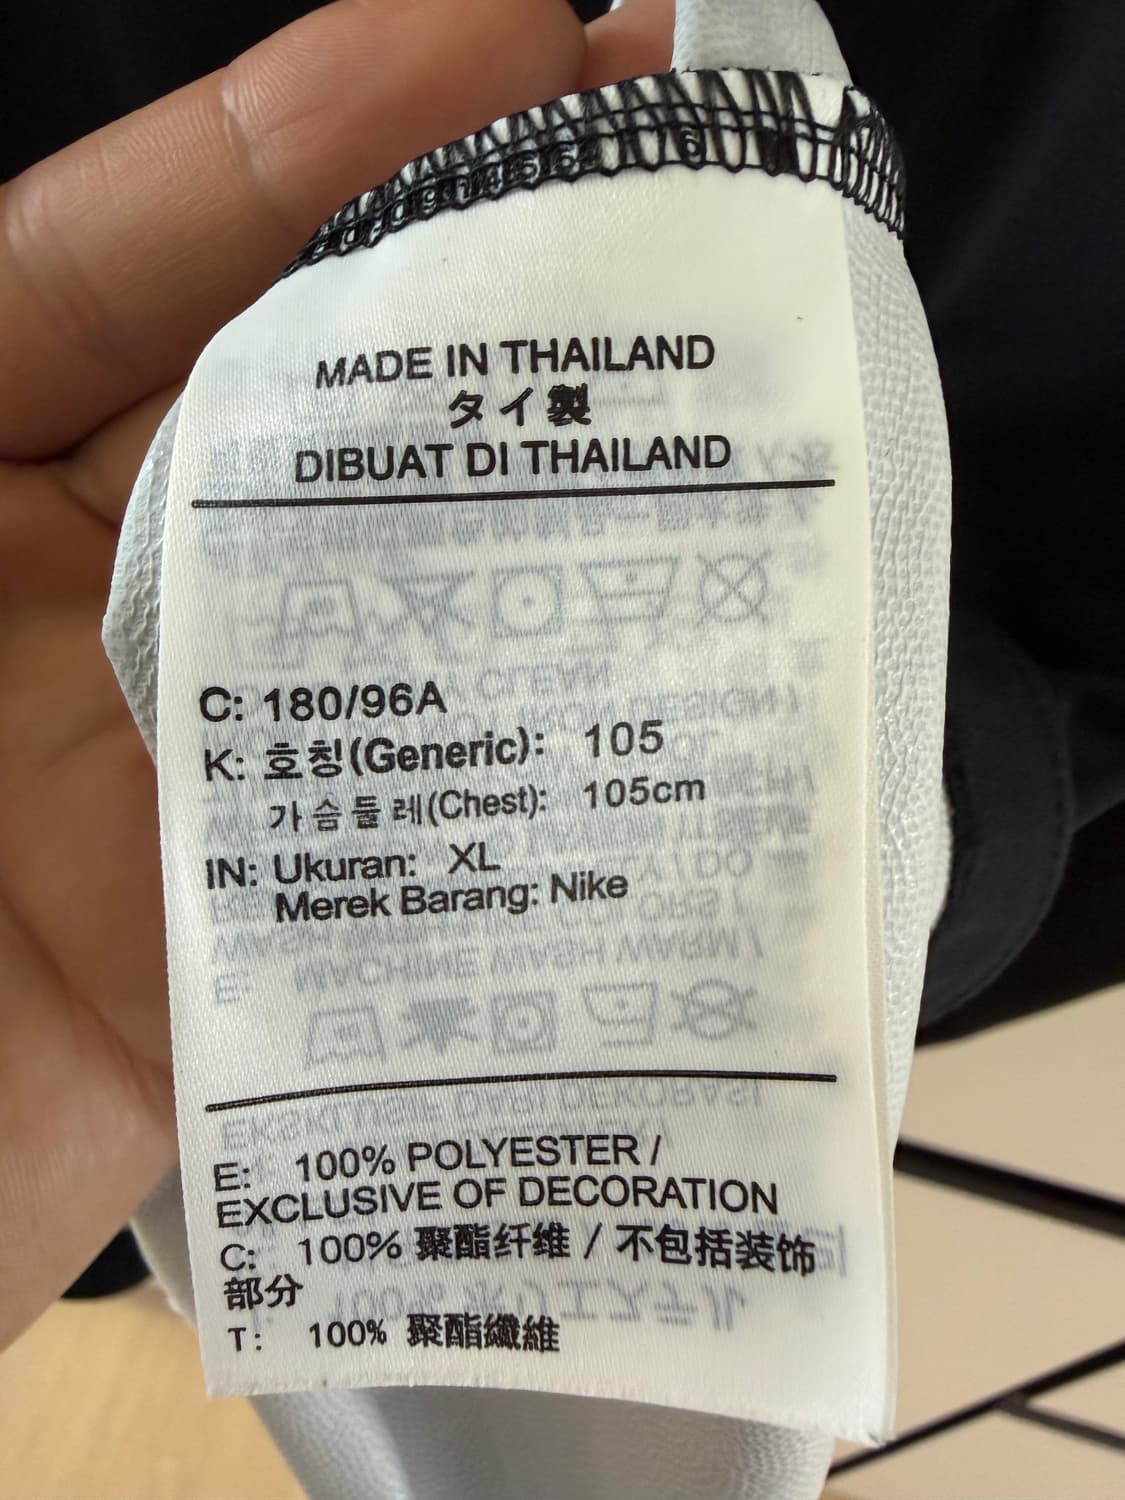 MADE IN THAILAND
タイ製
DIBUAT DI THAILAND
C: 180/96A
K: 호칭(Generic): 105
가슴둘레(Chest): 105cm
IN: Ukuran: XL
Merek Barang: Nike
E: 100% POLYESTER /
EXCLUSIVE OF DECORATION
C: 100% 聚酯纤维 / 不包括装饰
部分
T: 100% 聚酯纖維